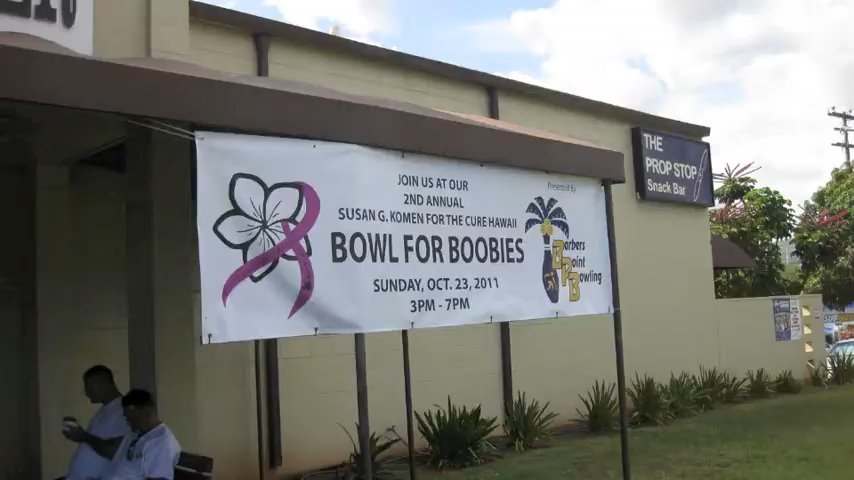 JOIN US AT OUR
2ND ANNUAL
SUSAN G. KOMEN FOR THE CURE HAWAII
BOWL FOR BOOBIES
SUNDAY, OCT. 23, 2011
3PM - 7PM
Presented By
Barbers
Point
Bowling
THE
PROP STOP
Snack Bar